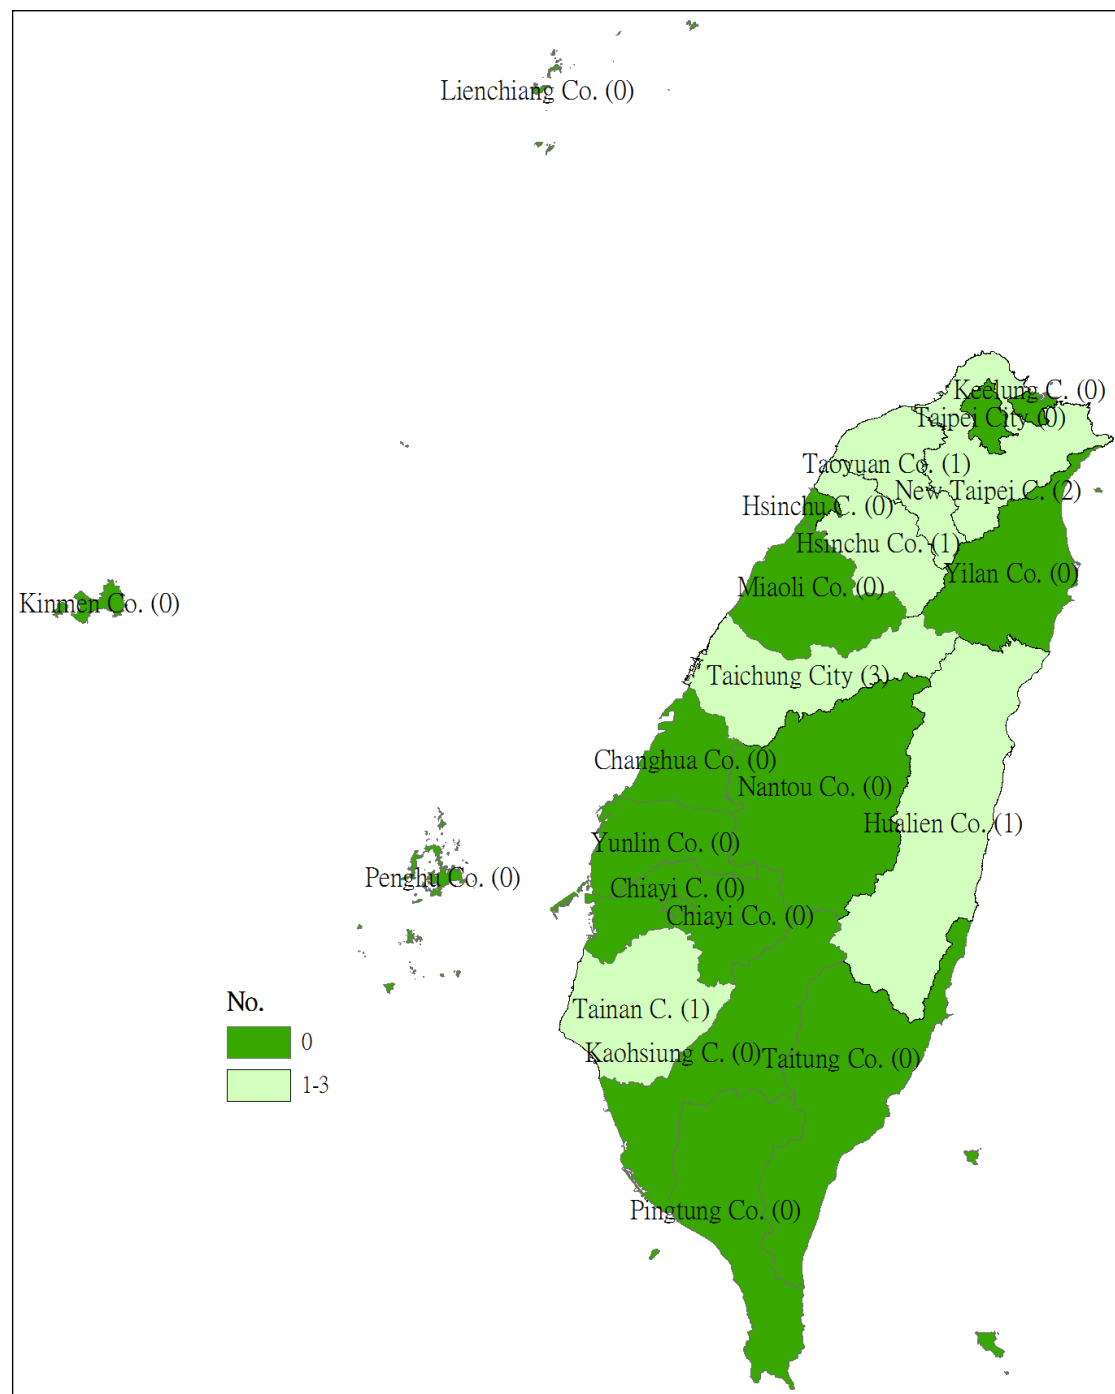 Lienchiang Co. (0)
Keelung C. (0)
Taipei City (0)
Taoyuan Co. (1)
New Taipei C. (2)
Hsinchu C. (0)
Hsinchu Co. (1)
Yilan Co. (0)
Miaoli Co. (0)
Kinmen Co. (0)
Taichung City (3)
Changhua Co. (0)
Nantou Co. (0)
Hualien Co. (1)
Yunlin Co. (0)
Penghu Co. (0)
Chiayi C. (0)
Chiayi Co. (0)
No.
0
1-3
Tainan C. (1)
Kaohsiung C. (0)
Taitung Co. (0)
Pingtung Co. (0)